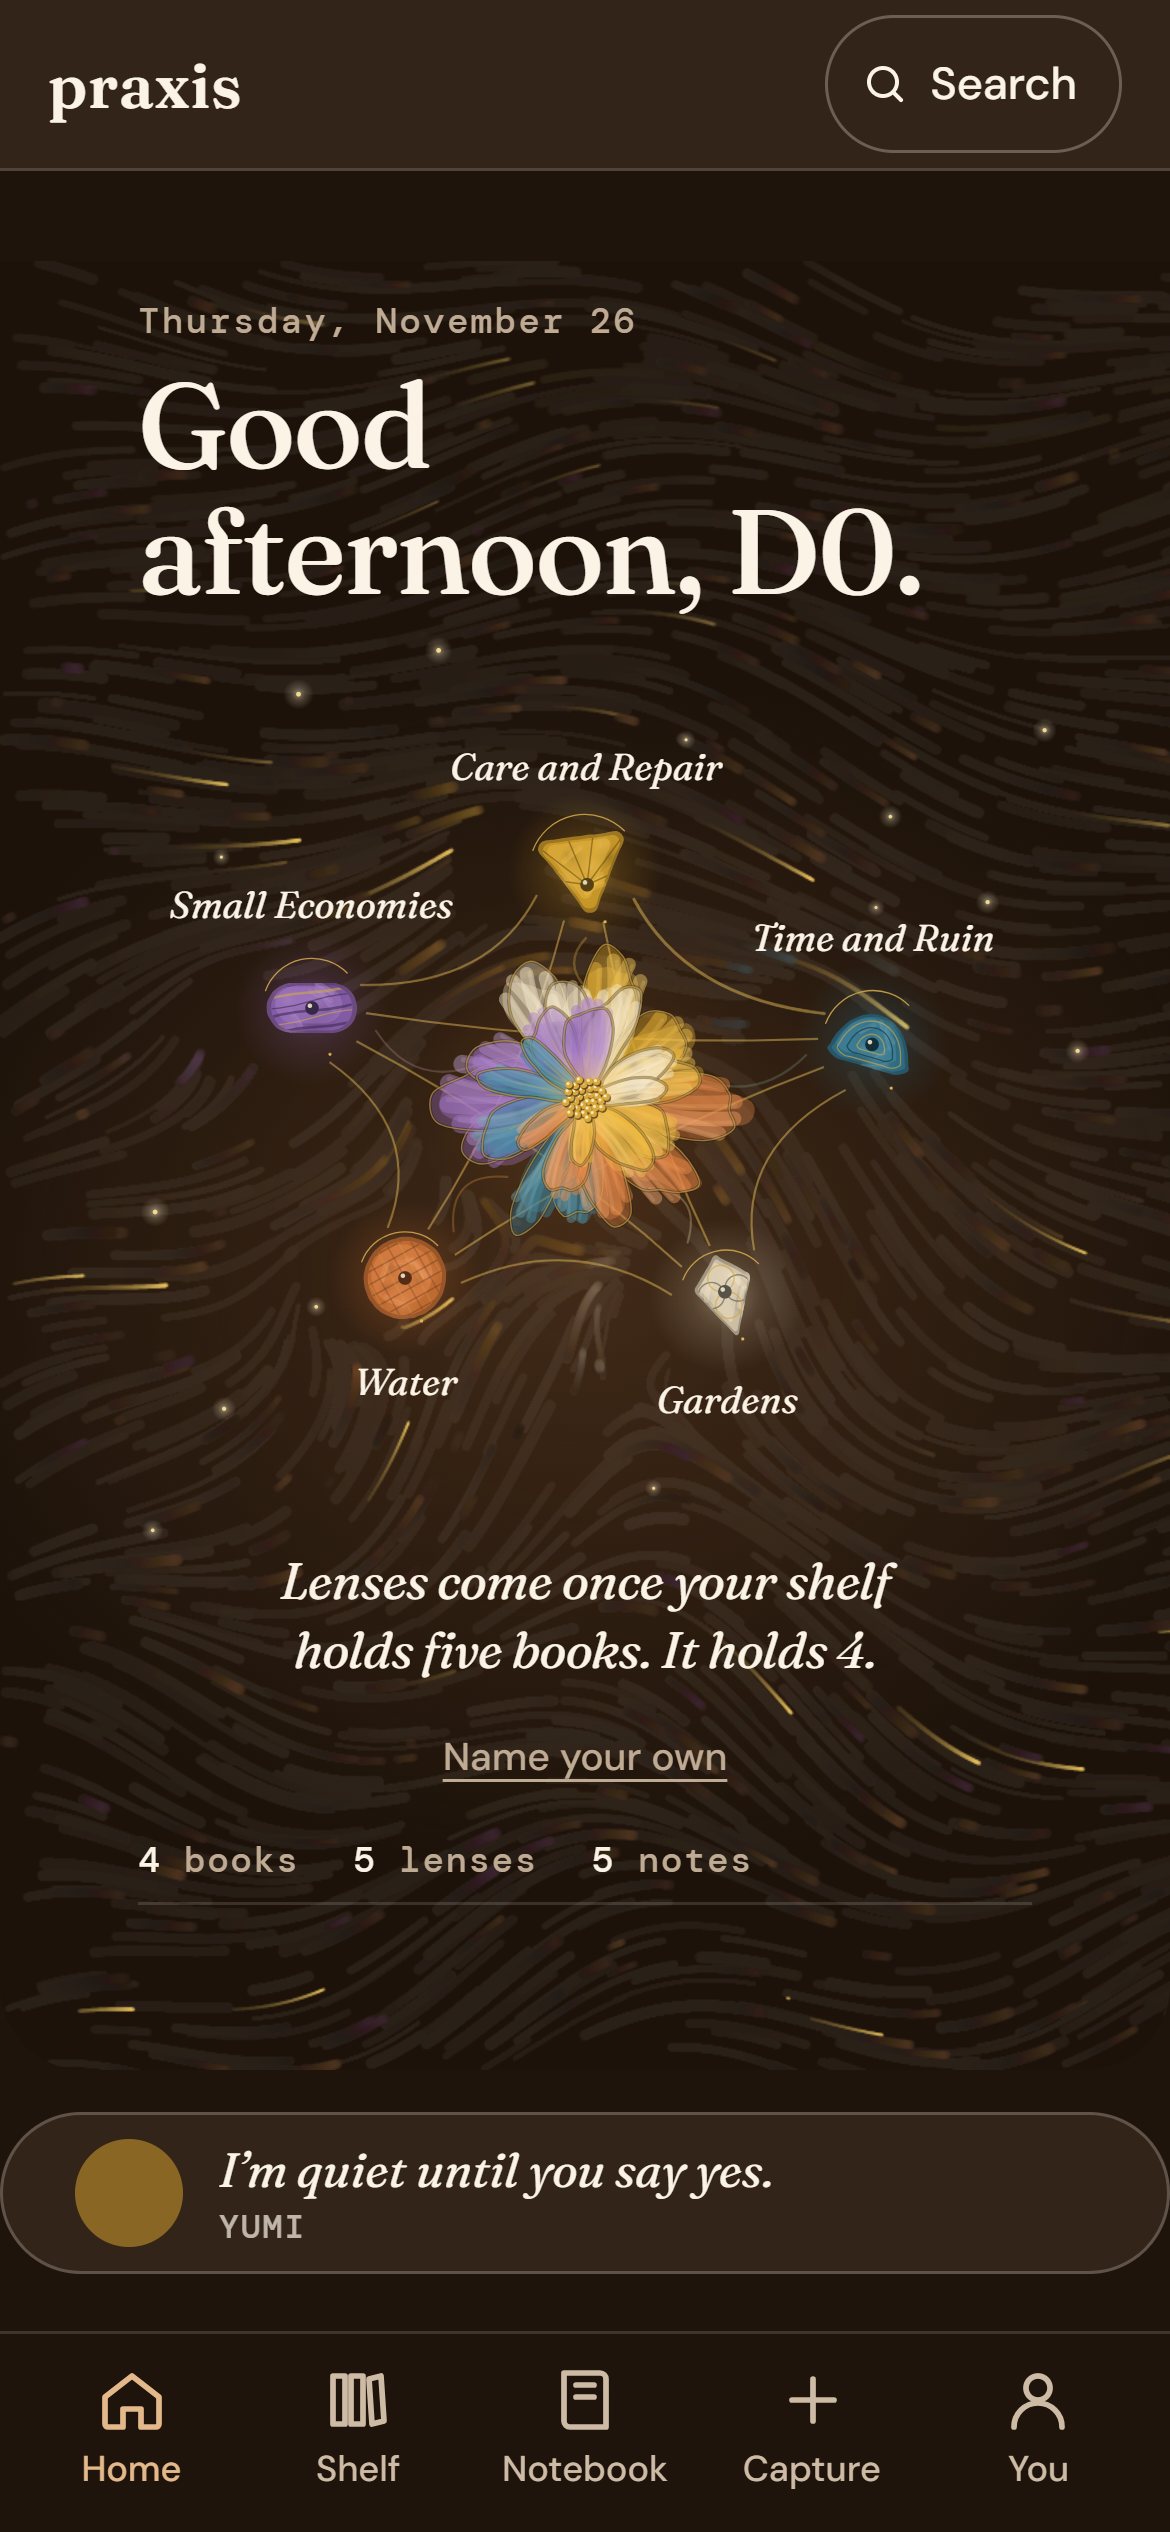 praxis
Search
Thursday, November 26
Good
afternoon, D0.
Care and Repair
Small Economies
Time and Ruin
Water
Gardens
Lenses come once your shelf
holds five books. It holds 4.
Name your own
4 books 5 lenses 5 notes
I’m quiet until you say yes.
YUMI
Home Shelf Notebook Capture You